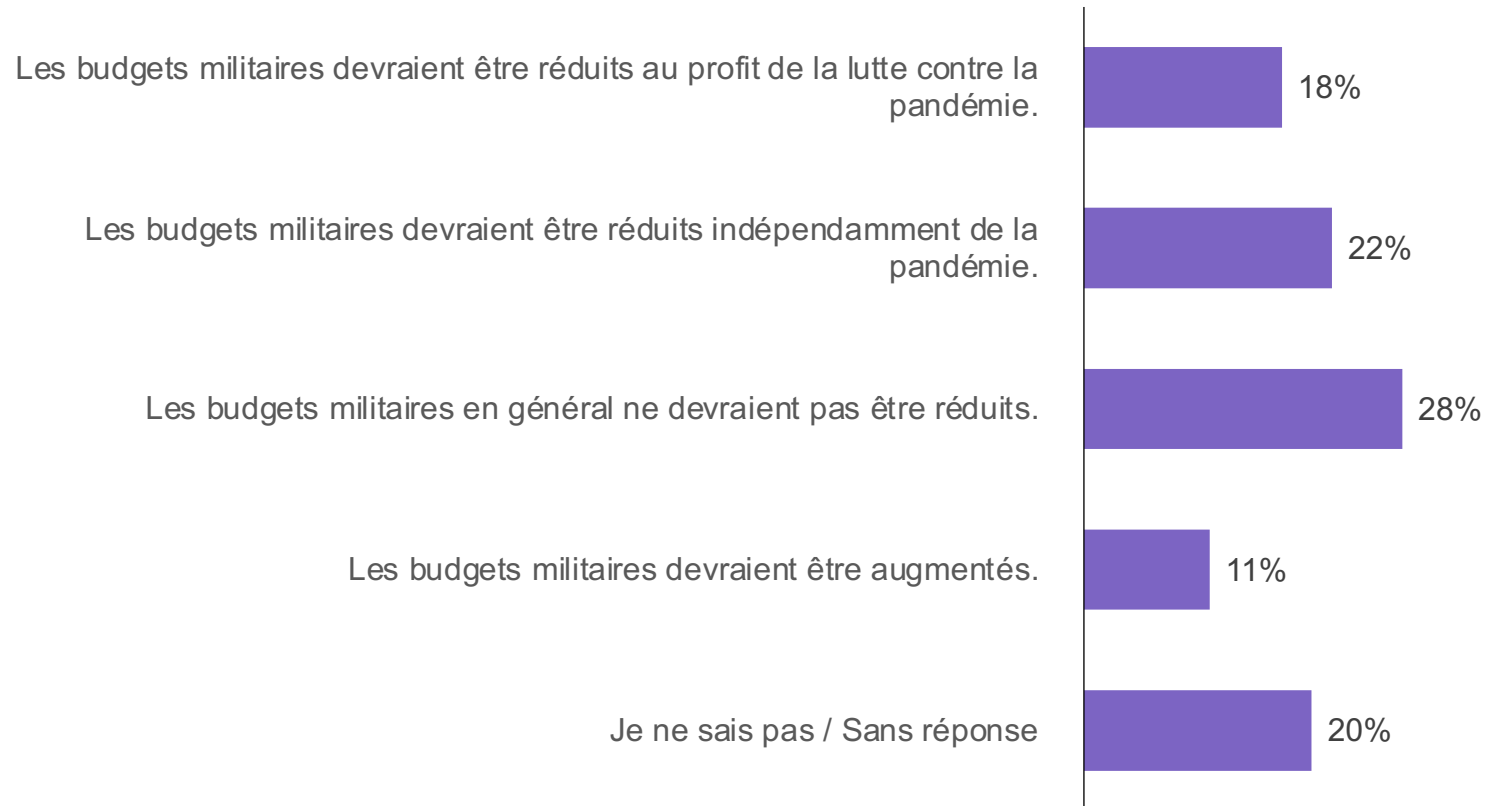 Les budgets militaires devraient être réduits au profit de la lutte contre la
pandémie.
18%
Les budgets militaires devraient être réduits indépendamment de la
pandémie.
22%
Les budgets militaires en général ne devraient pas être réduits.
28%
Les budgets militaires devraient être augmentés.
11%
Je ne sais pas / Sans réponse
20%